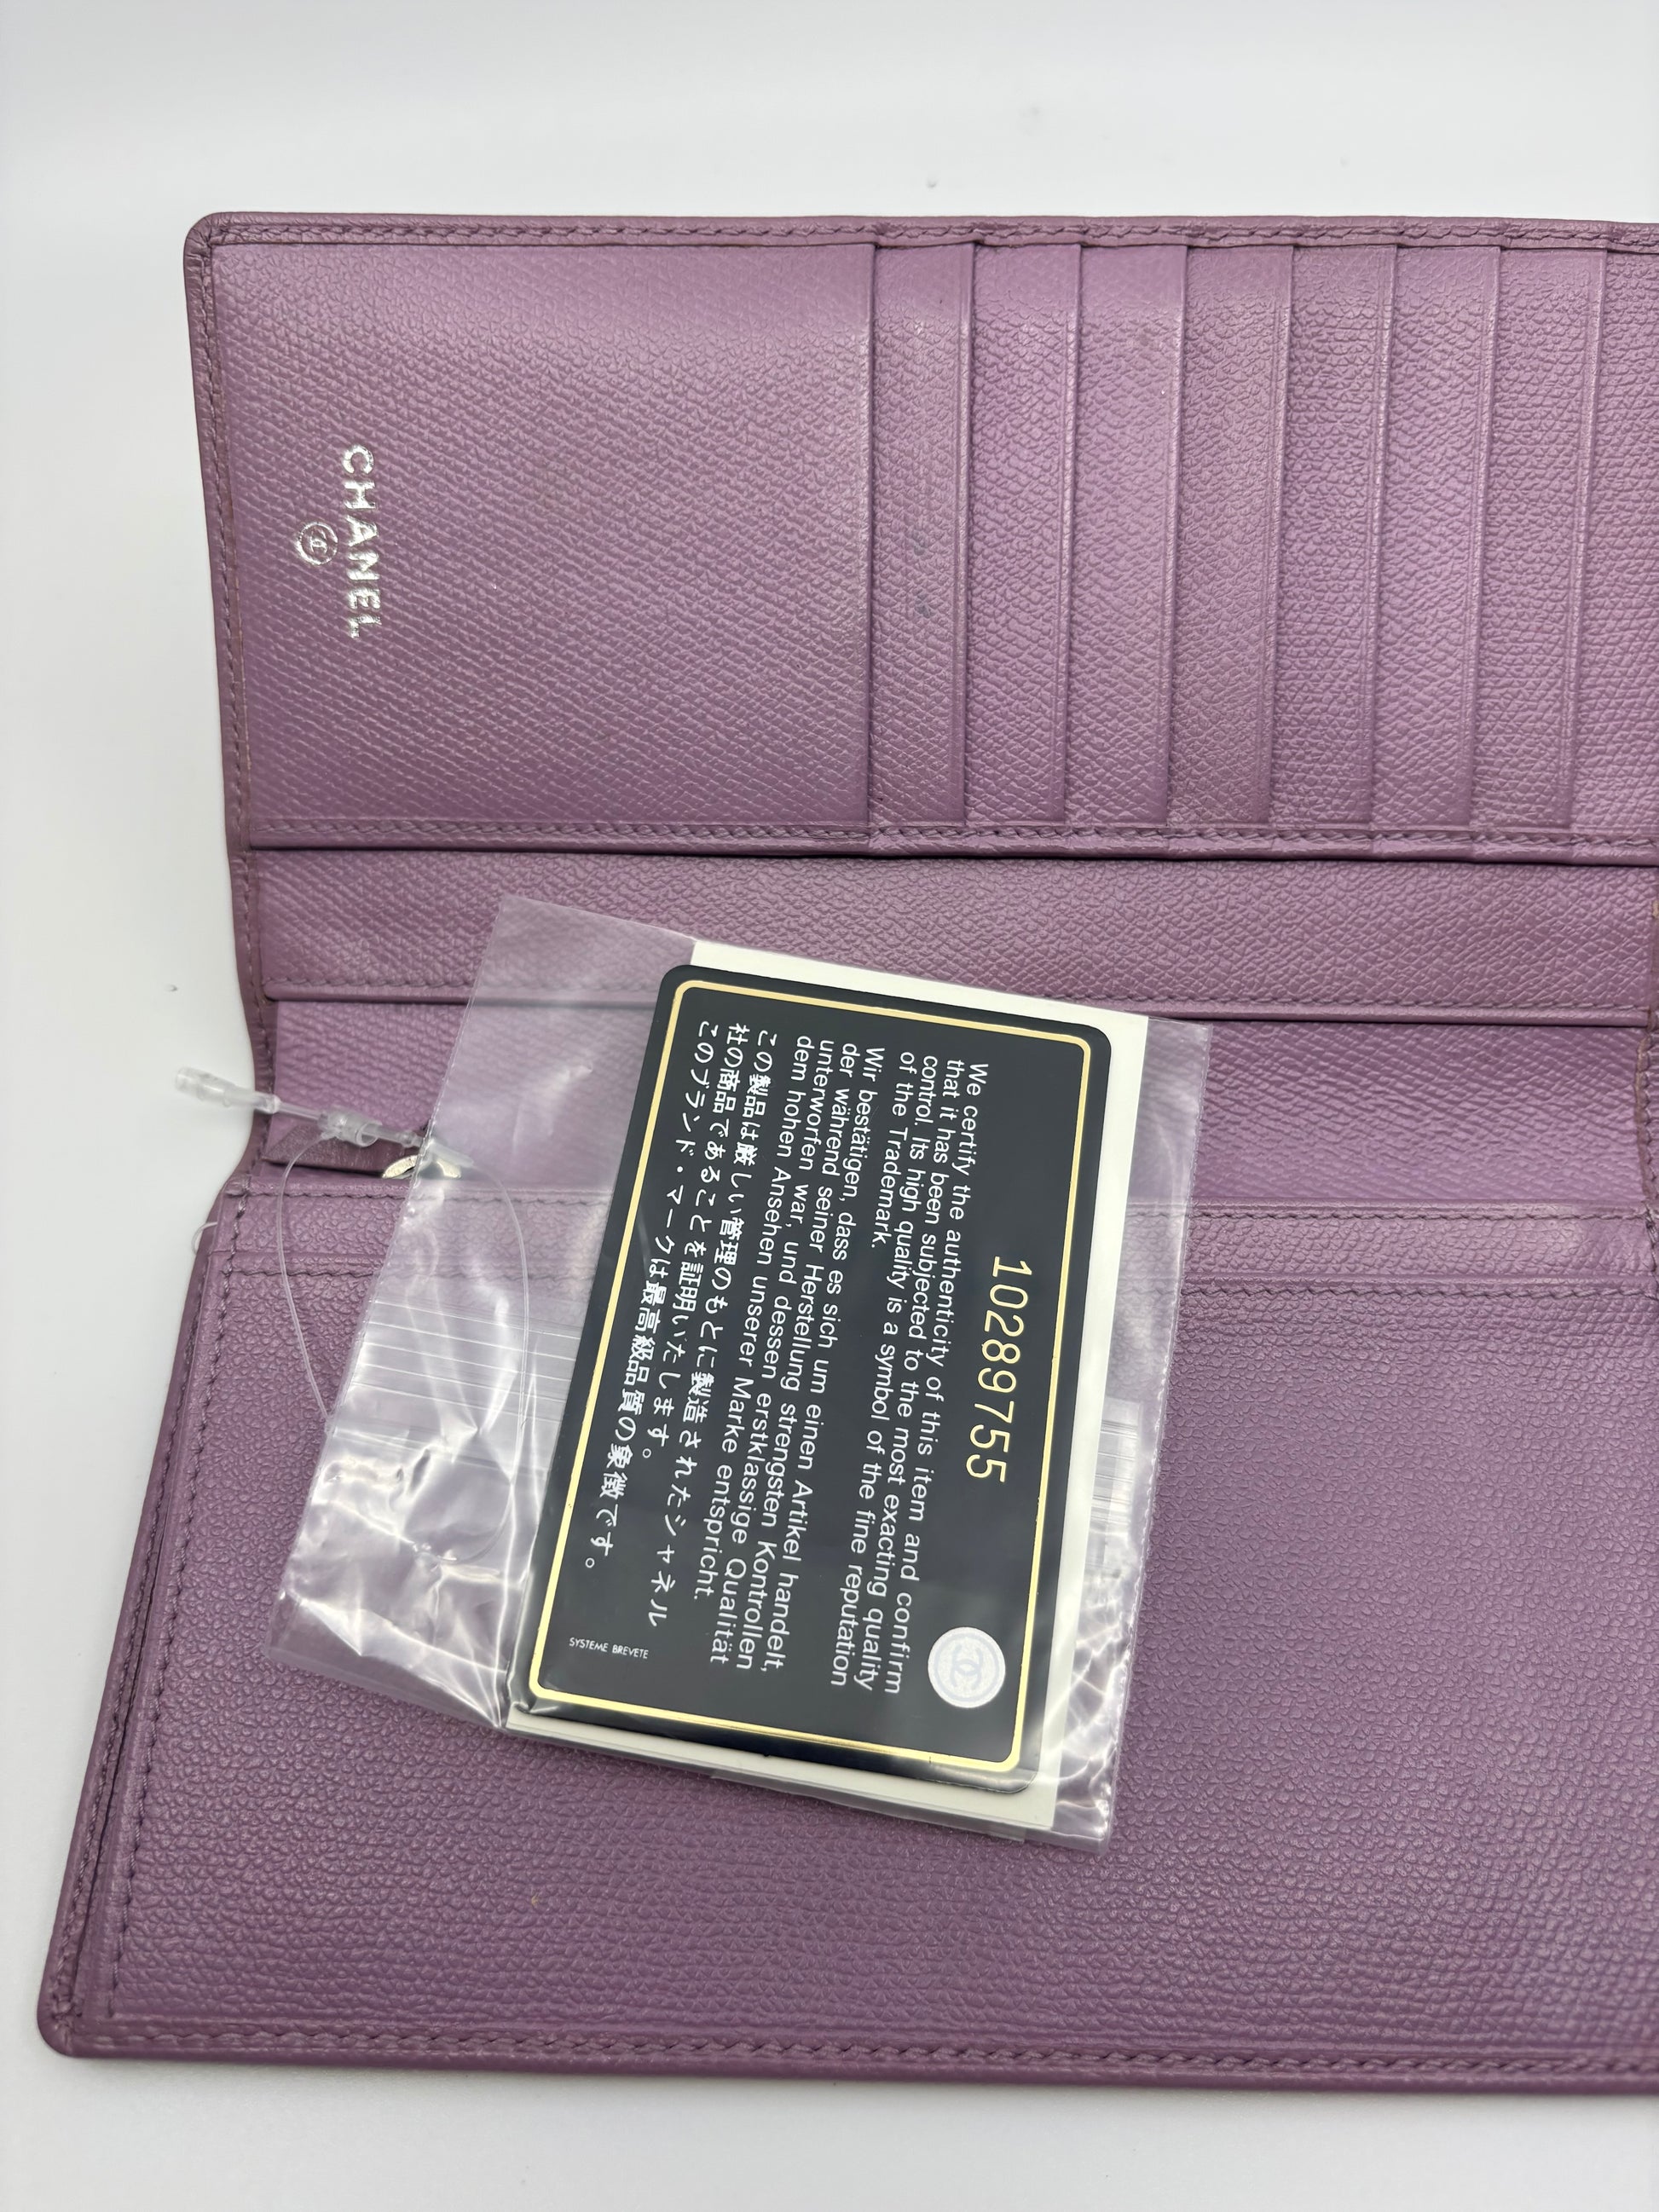 CHANEL
10289755
We certify the authenticity of this item and confirm
that it has been subjected to the most exacting quality
control. Its high quality is a symbol of the fine reputation
of the Trademark.
Wir bestätigen, dass es sich um einen Artikel handelt,
der während seiner Herstellung strengsten Kontrollen
unterworfen war, und dessen erstklassige Qualität
dem hohen Ansehen unserer Marke entspricht.
この製品は厳しい管理のもとに製造されたシャネル
社の商品であることを証明いたします。
このブランド・マークは最高級品質の象徴です。
SYSTEME BREVETE